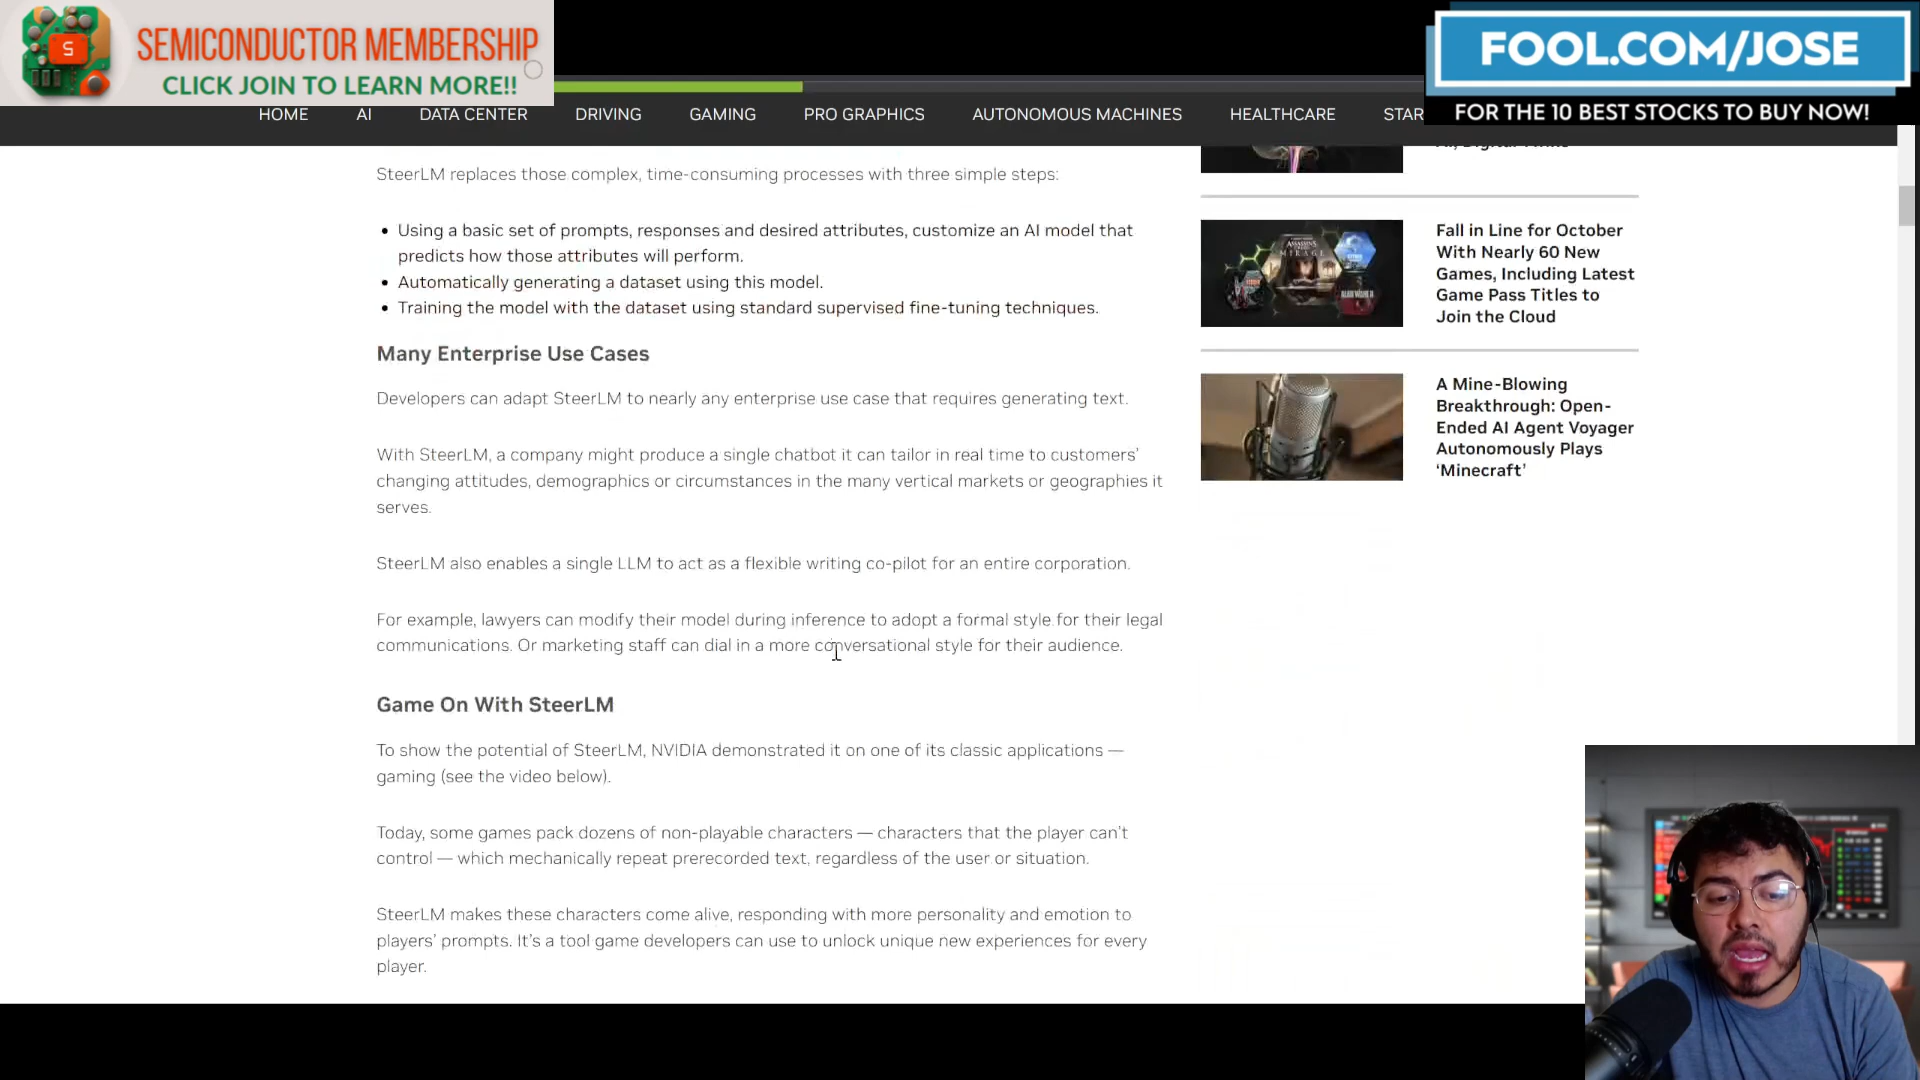 SEMICONDUCTOR MEMBERSHIP
CLICK JOIN TO LEARN MORE!!
S
FOOL.COM/JOSE
FOR THE 10 BEST STOCKS TO BUY NOW!
HOME AI DATA CENTER DRIVING GAMING PRO GRAPHICS AUTONOMOUS MACHINES HEALTHCARE STAR
SteerLM replaces those complex, time-consuming processes with three simple steps:
• Using a basic set of prompts, responses and desired attributes, customize an AI model that
predicts how those attributes will perform.
• Automatically generating a dataset using this model.
• Training the model with the dataset using standard supervised fine-tuning techniques.
Many Enterprise Use Cases
Developers can adapt SteerLM to nearly any enterprise use case that requires generating text.
With SteerLM, a company might produce a single chatbot it can tailor in real time to customers’
changing attitudes, demographics or circumstances in the many vertical markets or geographies it
serves.
SteerLM also enables a single LLM to act as a flexible writing co-pilot for an entire corporation.
For example, lawyers can modify their model during inference to adopt a formal style for their legal
communications. Or marketing staff can dial in a more conversational style for their audience.
Game On With SteerLM
To show the potential of SteerLM, NVIDIA demonstrated it on one of its classic applications —
gaming (see the video below).
Today, some games pack dozens of non-playable characters — characters that the player can’t
control — which mechanically repeat prerecorded text, regardless of the user or situation.
SteerLM makes these characters come alive, responding with more personality and emotion to
players’ prompts. It’s a tool game developers can use to unlock unique new experiences for every
player.
Fall in Line for October
With Nearly 60 New
Games, Including Latest
Game Pass Titles to
Join the Cloud
A Mine-Blowing
Breakthrough: Open-
Ended AI Agent Voyager
Autonomously Plays
‘Minecraft’